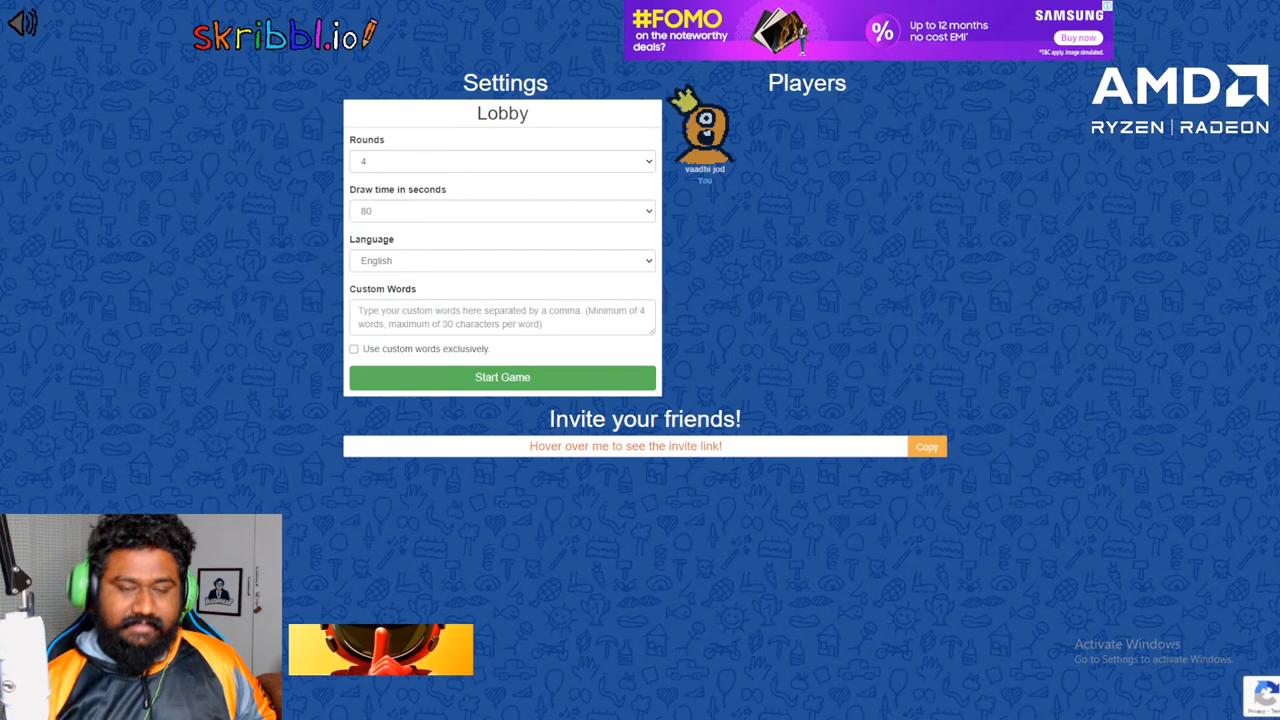 skribbl.io!
#FOMO
on the noteworthy
deals?
%
Up to 12 months
no cost EMI*
SAMSUNG
Buy now
*T&C apply. Image simulated.
AMD
RYZEN | RADEON
Settings
Players
Lobby
Rounds
4
Draw time in seconds
80
Language
English
Custom Words
Type your custom words here separated by a comma. (Minimum of 4
words, maximum of 30 characters per word)
Use custom words exclusively.
Start Game
vaadhi jod
You
Invite your friends!
Hover over me to see the invite link!
Copy
Activate Windows
Go to Settings to activate Windows.